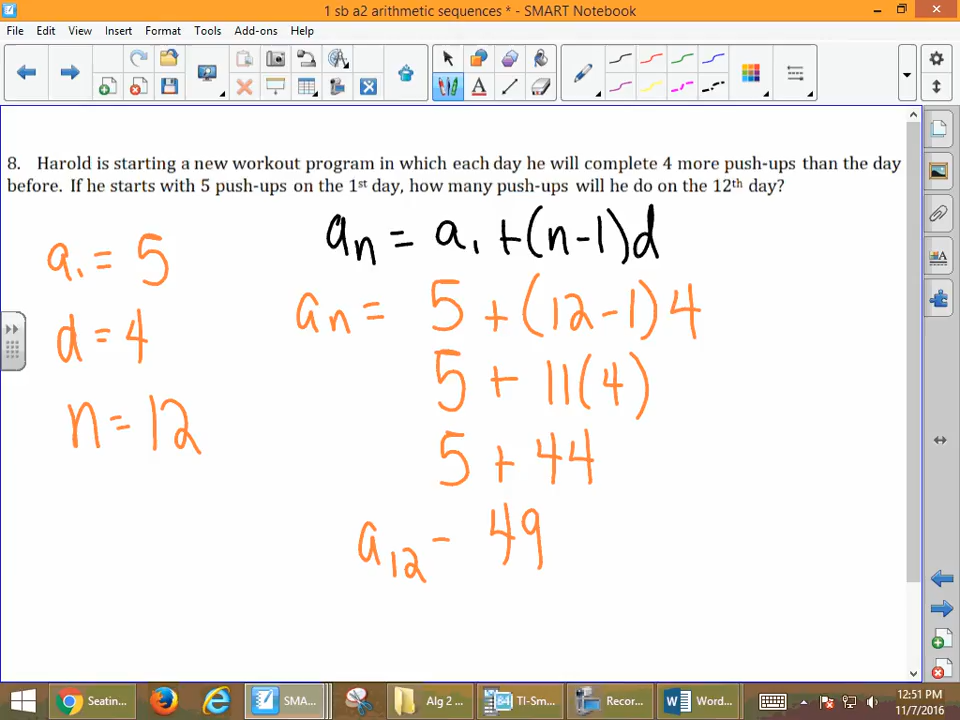 1 sb a2 arithmetic sequences * - SMART Notebook
File Edit View Insert Format Tools Add-ons Help
8. Harold is starting a new workout program in which each day he will complete 4 more push-ups than the day
before. If he starts with 5 push-ups on the 1st day, how many push-ups will he do on the 12th day?
an = a1 + (n-1)d
a1 = 5
an = 5 + (12-1)4
d = 4
5 + 11(4)
n = 12
5 + 44
a12 - 49
Seatin... SMA... Alg 2 ... TI-Sm... Recor... Word...
12:51 PM
11/7/2016